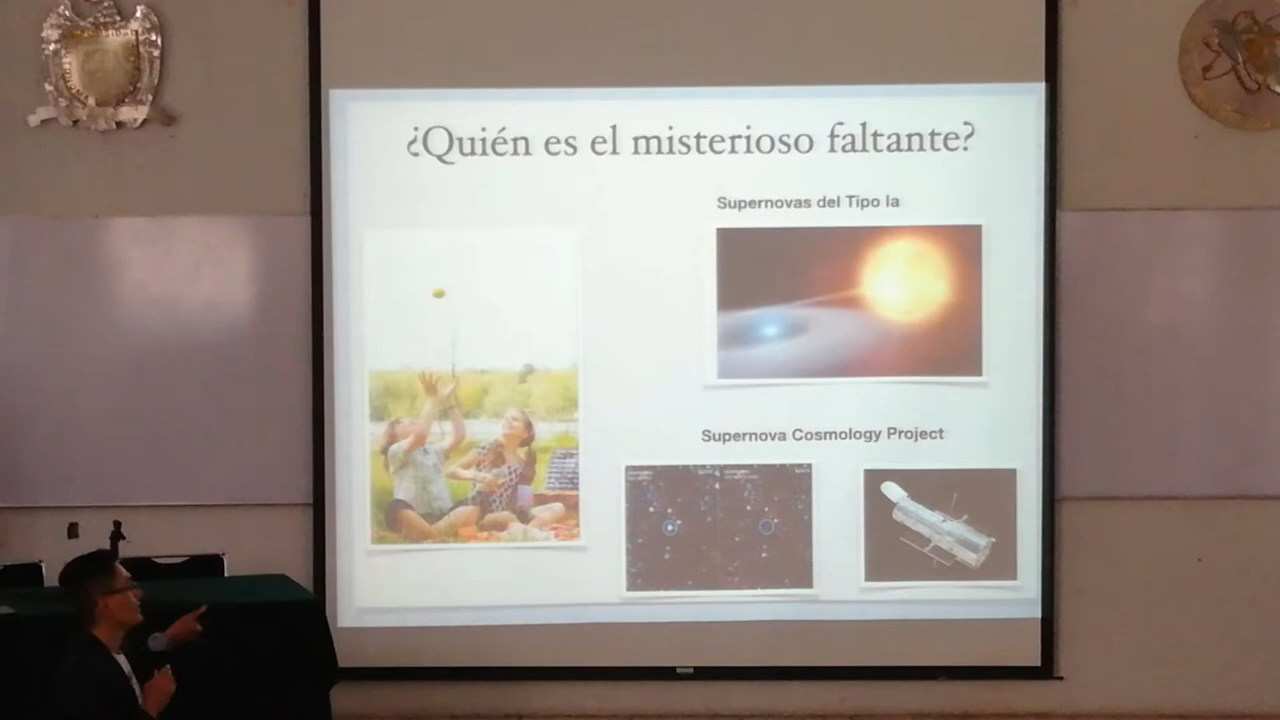 ¿Quién es el misterioso faltante?
Supernovas del Tipo Ia
Supernova Cosmology Project